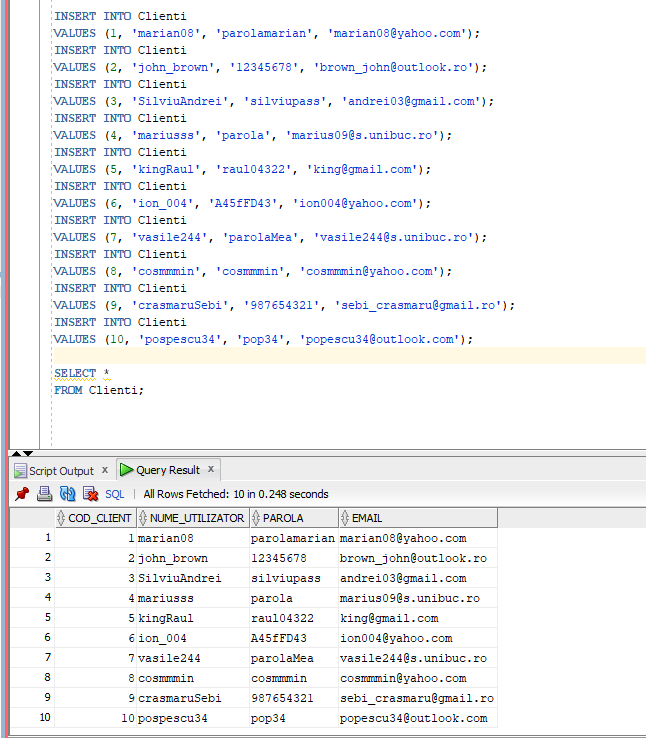 INSERT INTO Clienti
VALUES (1, 'marian08', 'parolamarian', 'marian08@yahoo.com');
INSERT INTO Clienti
VALUES (2, 'john_brown', '12345678', 'brown_john@outlook.ro');
INSERT INTO Clienti
VALUES (3, 'SilviuAndrei', 'silviupass', 'andrei03@gmail.com');
INSERT INTO Clienti
VALUES (4, 'mariusss', 'parola', 'marius09@s.unibuc.ro');
INSERT INTO Clienti
VALUES (5, 'kingRaul', 'raul04322', 'king@gmail.com');
INSERT INTO Clienti
VALUES (6, 'ion_004', 'A45fFD43', 'ion004@yahoo.com');
INSERT INTO Clienti
VALUES (7, 'vasile244', 'parolaMea', 'vasile244@s.unibuc.ro');
INSERT INTO Clienti
VALUES (8, 'cosmmmin', 'cosmmmin', 'cosmmmin@yahoo.com');
INSERT INTO Clienti
VALUES (9, 'crasmaruSebi', '987654321', 'sebi_crasmaru@gmail.ro');
INSERT INTO Clienti
VALUES (10, 'pospescu34', 'pop34', 'popescu34@outlook.com');
SELECT *
FROM Clienti;
Script Output x Query Result x
SQL | All Rows Fetched: 10 in 0.248 seconds
COD_CLIENT NUME_UTILIZATOR PAROLA EMAIL
1 1 marian08 parolamarian marian08@yahoo.com
2 2 john_brown 12345678 brown_john@outlook.ro
3 3 SilviuAndrei silviupass andrei03@gmail.com
4 4 mariusss parola marius09@s.unibuc.ro
5 5 kingRaul raul04322 king@gmail.com
6 6 ion_004 A45fFD43 ion004@yahoo.com
7 7 vasile244 parolaMea vasile244@s.unibuc.ro
8 8 cosmmmin cosmmmin cosmmmin@yahoo.com
9 9 crasmaruSebi 987654321 sebi_crasmaru@gmail.ro
10 10 pospescu34 pop34 popescu34@outlook.com